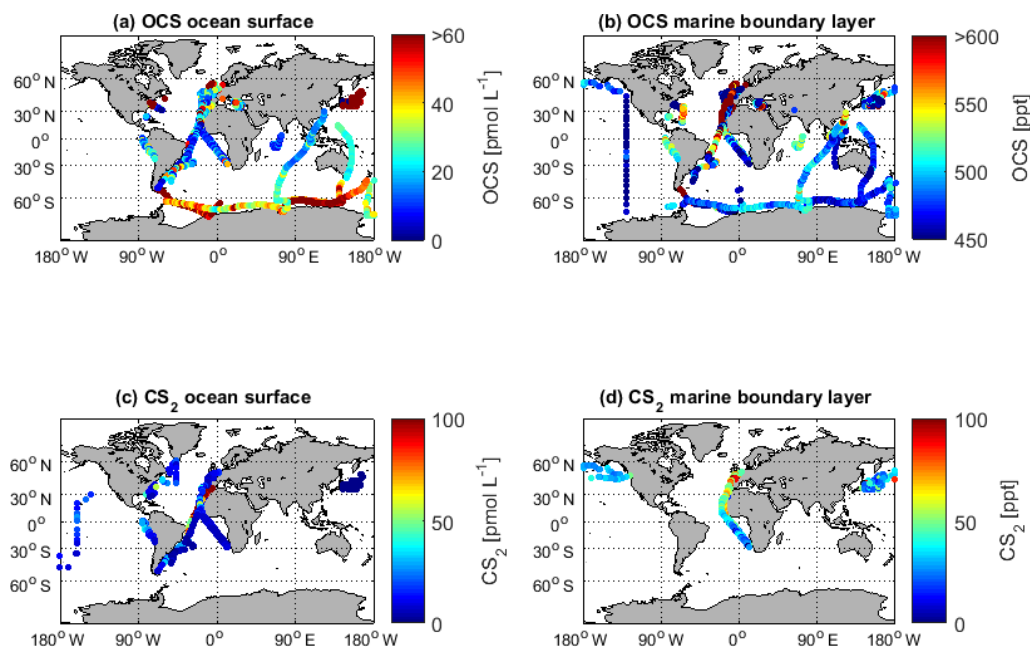 (a) OCS ocean surface
>60
60° N
30° N
0°
30° S
60° S
180° W
90° W
0°
90° E
180° W
40
20
0
OCS [pmol L⁻¹]
(b) OCS marine boundary layer
>600
60° N
30° N
0°
30° S
60° S
180° W
90° W
0°
90° E
180° W
550
500
450
OCS [ppt]
(c) CS₂ ocean surface
100
60° N
30° N
0°
30° S
60° S
180° W
90° W
0°
90° E
180° W
50
0
CS₂ [pmol L⁻¹]
(d) CS₂ marine boundary layer
100
60° N
30° N
0°
30° S
60° S
180° W
90° W
0°
90° E
180° W
50
0
CS₂ [ppt]